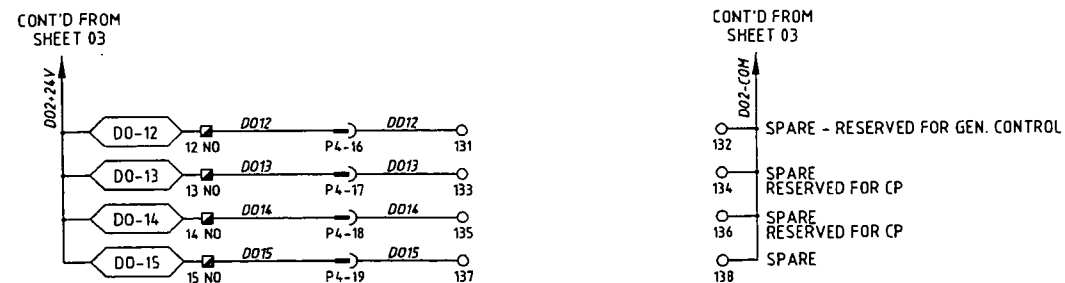 CONT'D FROM
SHEET 03
DO2+24V
DO-12
12 NO
DO12
P4-16
DO12
131
DO-13
13 NO
DO13
P4-17
DO13
133
DO-14
14 NO
DO14
P4-18
DO14
135
DO-15
15 NO
DO15
P4-19
DO15
137
CONT'D FROM
SHEET 03
DO2-COM
132
SPARE - RESERVED FOR GEN. CONTROL
134
SPARE
RESERVED FOR CP
136
SPARE
RESERVED FOR CP
138
SPARE